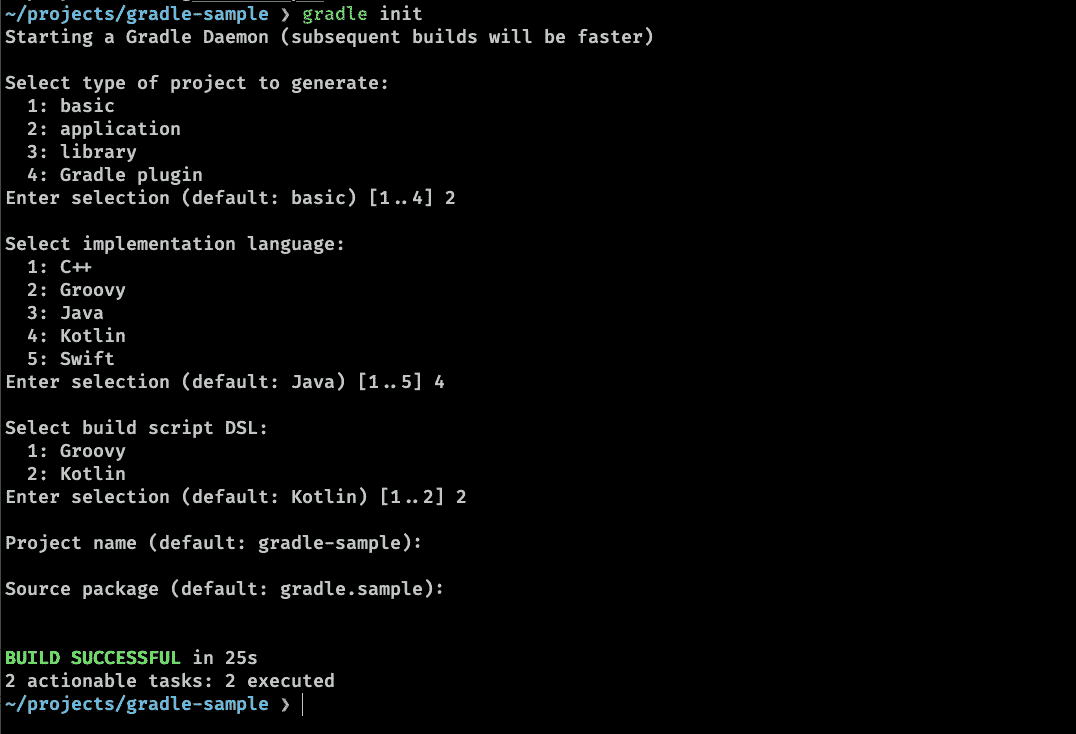 ~/projects/gradle-sample ❯ gradle init
Starting a Gradle Daemon (subsequent builds will be faster)
Select type of project to generate:
1: basic
2: application
3: library
4: Gradle plugin
Enter selection (default: basic) [1..4] 2
Select implementation language:
1: C++
2: Groovy
3: Java
4: Kotlin
5: Swift
Enter selection (default: Java) [1..5] 4
Select build script DSL:
1: Groovy
2: Kotlin
Enter selection (default: Kotlin) [1..2] 2
Project name (default: gradle-sample):
Source package (default: gradle.sample):
BUILD SUCCESSFUL in 25s
2 actionable tasks: 2 executed
~/projects/gradle-sample ❯